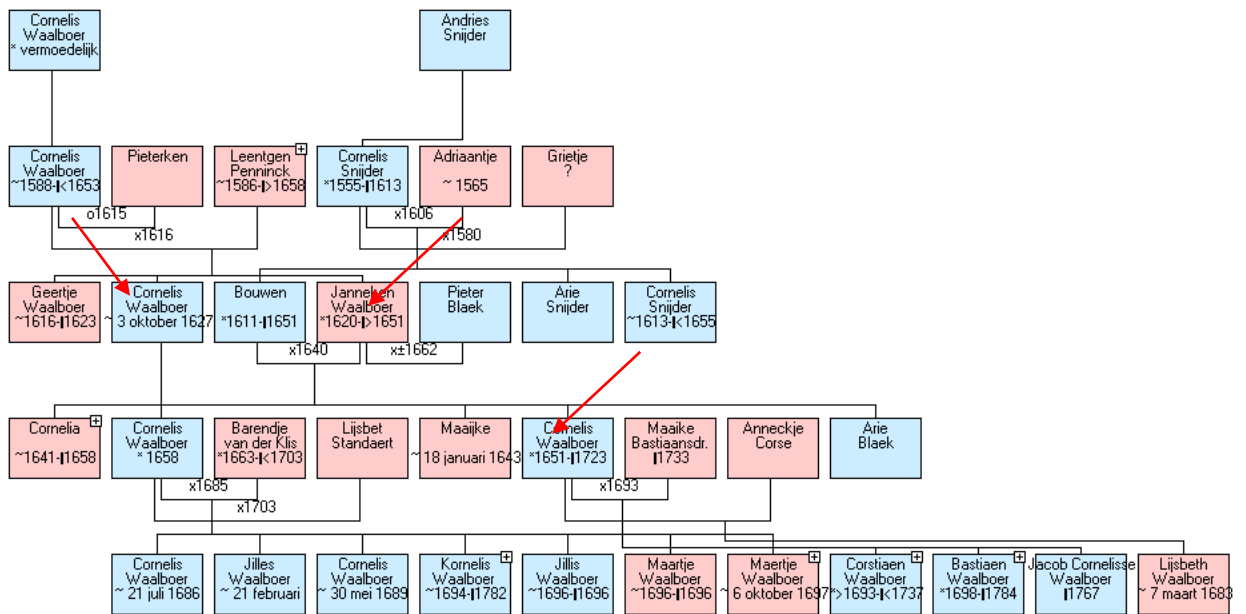 Cornelis
Waalboer
* vermoedelijk
Andries
Snijder
Cornelis
Waalboer
~1588-‖<1653
Pieterken
Leentgen
Penninck
~1586-‖>1658
Cornelis
Snijder
*1555-‖1613
Adriaantje
~ 1565
Grietje
?
o1615
x1616
x1606
x1580
Geertje
Waalboer
~1616-‖1623
Cornelis
Waalboer
~ 3 oktober 1627
Bouwen
*1611-‖1651
Janneken
Waalboer
*1620-‖>1651
Pieter
Blaek
Arie
Snijder
Cornelis
Snijder
~1613-‖<1655
x1640
x±1662
Cornelia
~1641-‖1658
Cornelis
Waalboer
* 1658
Barendje
van der Klis
*1663-‖<1703
Lijsbet
Standaert
Maaijke
~ 18 januari 1643
Cornelis
Waalboer
*1651-‖1723
Maaike
Bastiaansdr.
‖1733
Anneckje
Corse
Arie
Blaek
x1685
x1703
x1693
Cornelis
Waalboer
~ 21 juli 1686
Jilles
Waalboer
~ 21 februari
Cornelis
Waalboer
~ 30 mei 1689
Kornelis
Waalboer
~1694-‖1782
Jillis
Waalboer
~1696-‖1696
Maartje
Waalboer
~1696-‖1696
Maertje
Waalboer
~ 6 oktober 1697
Corstiaen
Waalboer
*>1693-‖<1737
Bastiaen
Waalboer
*1698-‖1784
Jacob Cornelisse
Waalboer
‖1767
Lijsbeth
Waalboer
~ 7 maart 1683